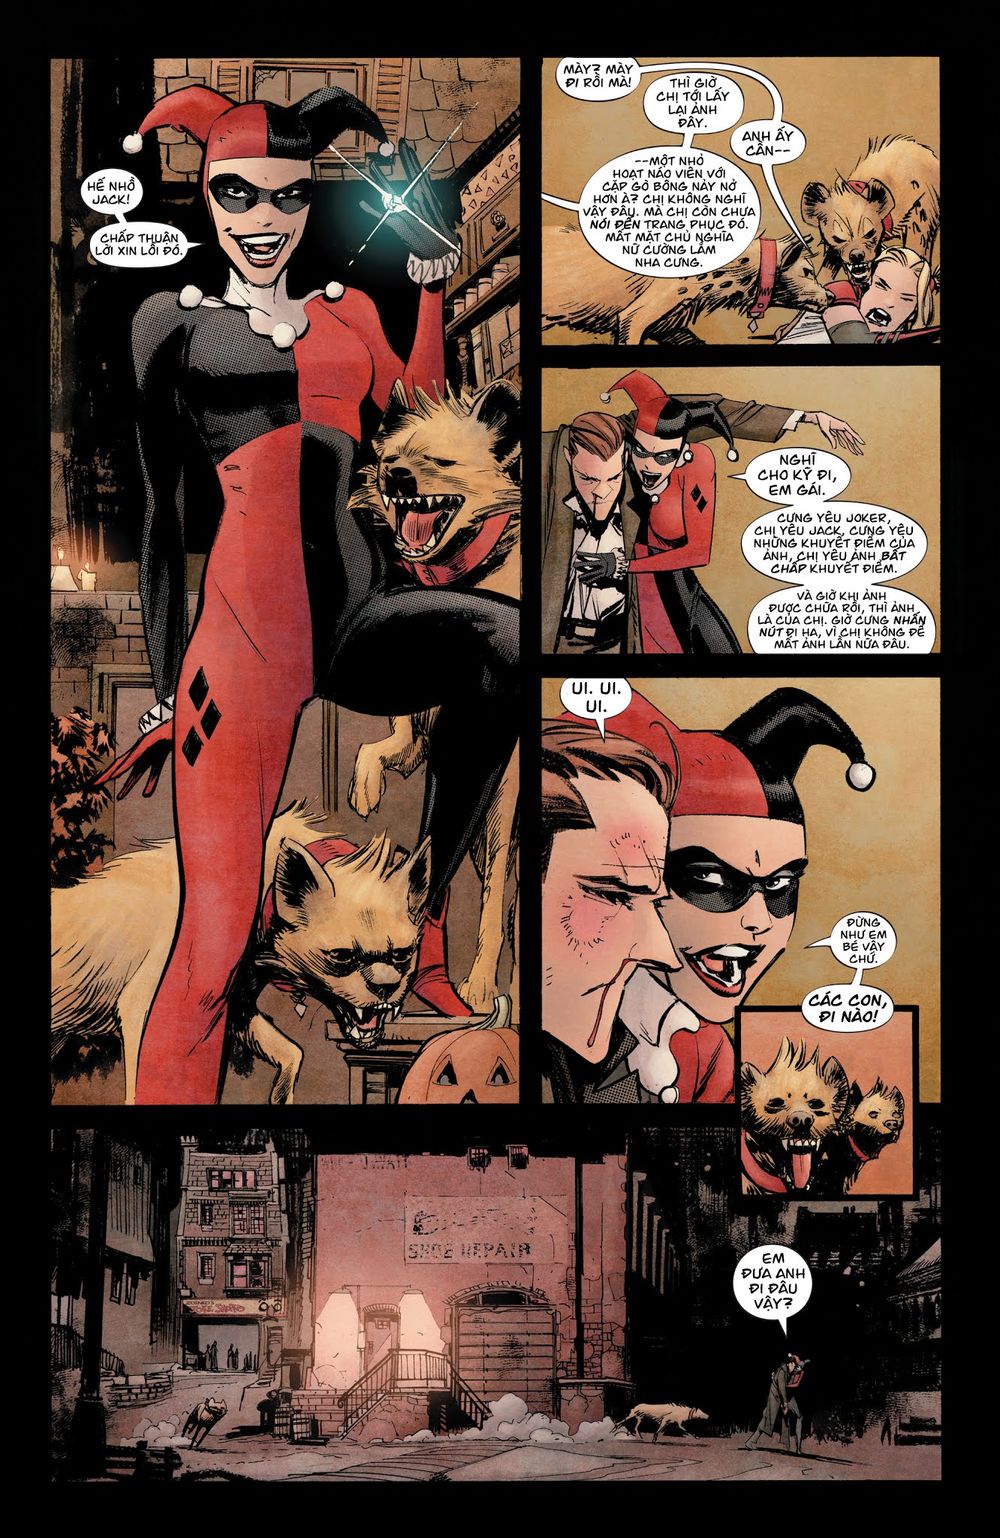 HẾ NHỒ
JACK!
CHẤP THUẬN
LỜI XIN LỖI ĐÓ.
MÀY? MÀY
ĐI RỒI MÀ!
THÌ GIỜ
CHỊ TỚI LẤY
LẠI ẢNH
ĐÂY.
ANH ẤY
CẦN--
--MỘT NHỎ
HOẠT NÁO VIÊN VỚI
CẶP GÒ BỒNG NẢY NỞ
HƠN À? CHỊ KHÔNG NGHĨ
VẬY ĐÂU. MÀ CHỊ CÒN CHƯA
NÓI ĐẾN TRANG PHỤC ĐÓ.
MẤT MẶT CHỦ NGHĨA
NỮ CƯỜNG LẮM
NHA CƯNG.
NGHĨ
CHO KỸ ĐI,
EM GÁI.
CƯNG YÊU JOKER,
CHỊ YÊU JACK, CƯNG YÊU
NHỮNG KHUYẾT ĐIỂM CỦA
ẢNH, CHỊ YÊU ẢNH BẤT
CHẤP KHUYẾT ĐIỂM.
VÀ GIỜ KHI ẢNH
ĐƯỢC CHỮA RỒI, THÌ ẢNH
LÀ CỦA CHỊ. GIỜ CƯNG NHẤN
NÚT ĐI HA, VÌ CHỊ KHÔNG ĐỂ
MẤT ẢNH LẦN NỮA ĐÂU.
UI. UI.
UI.
ĐỪNG
NHƯ EM
BÉ VẬY
CHỨ.
CÁC CON,
ĐI NÀO!
SHOE REPAIR
EM
ĐƯA ANH
ĐI ĐÂU
VẬY?